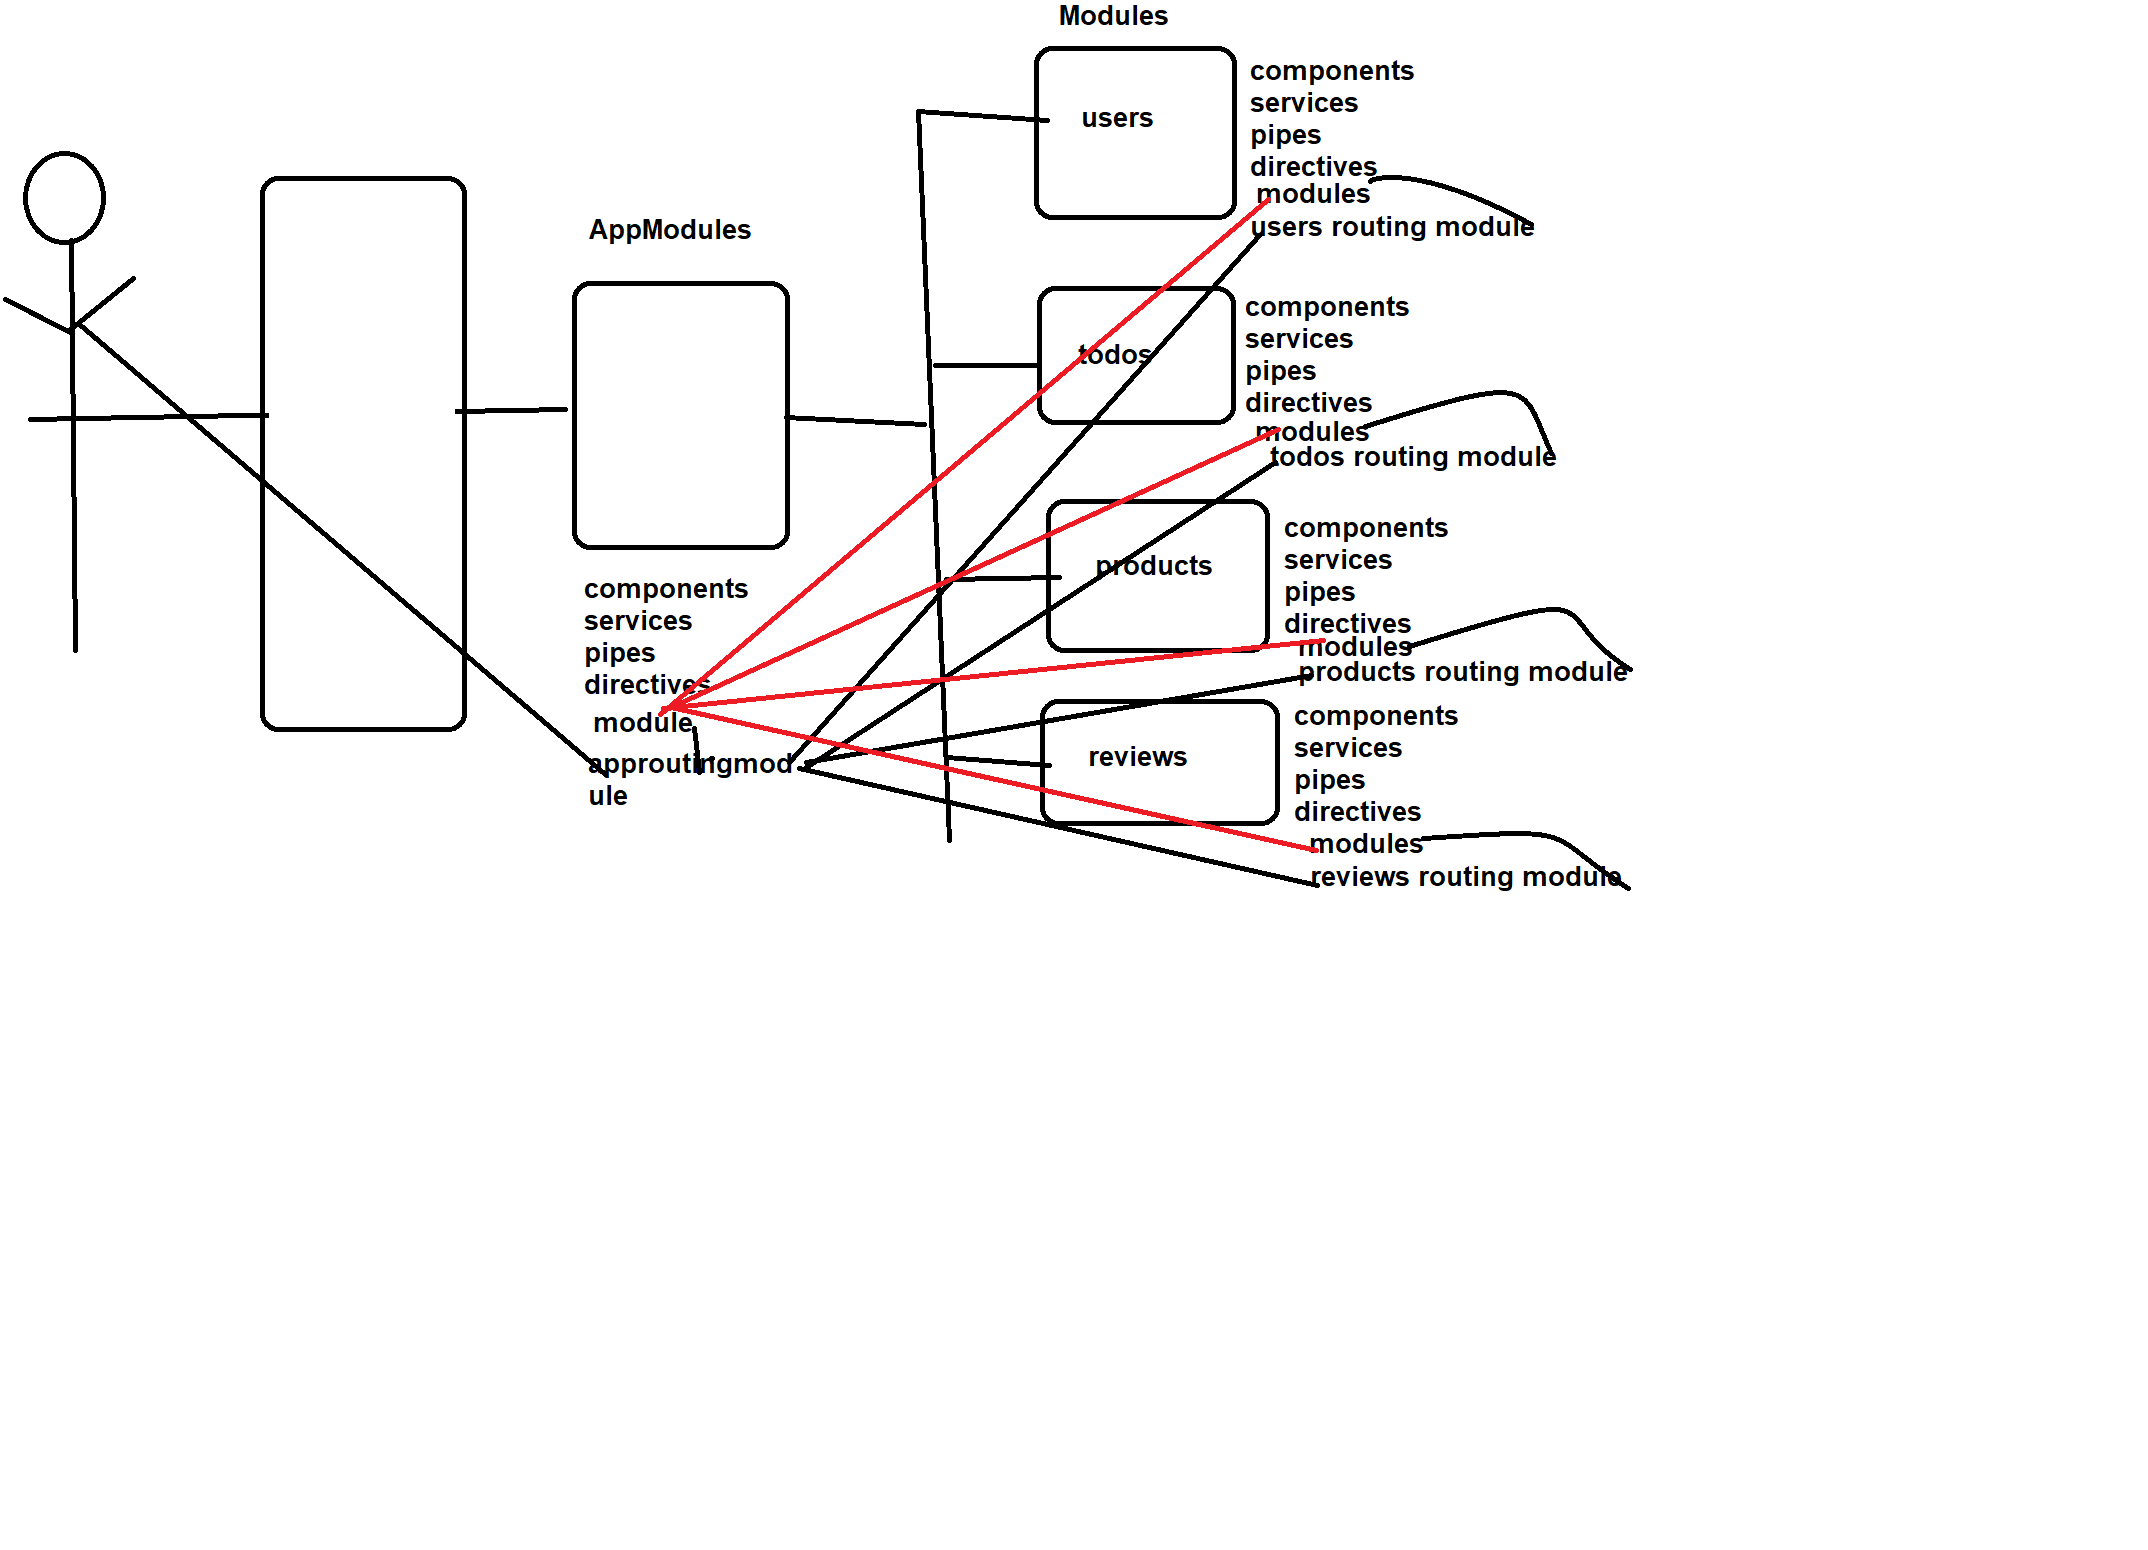 Modules
users
components
services
pipes
directives
modules
users routing module
AppModules
todos
components
services
pipes
directives
modules
todos routing module
products
components
services
pipes
directives
modules
products routing module
components
services
pipes
directives
module
approutingmod
ule
reviews
components
services
pipes
directives
modules
reviews routing module